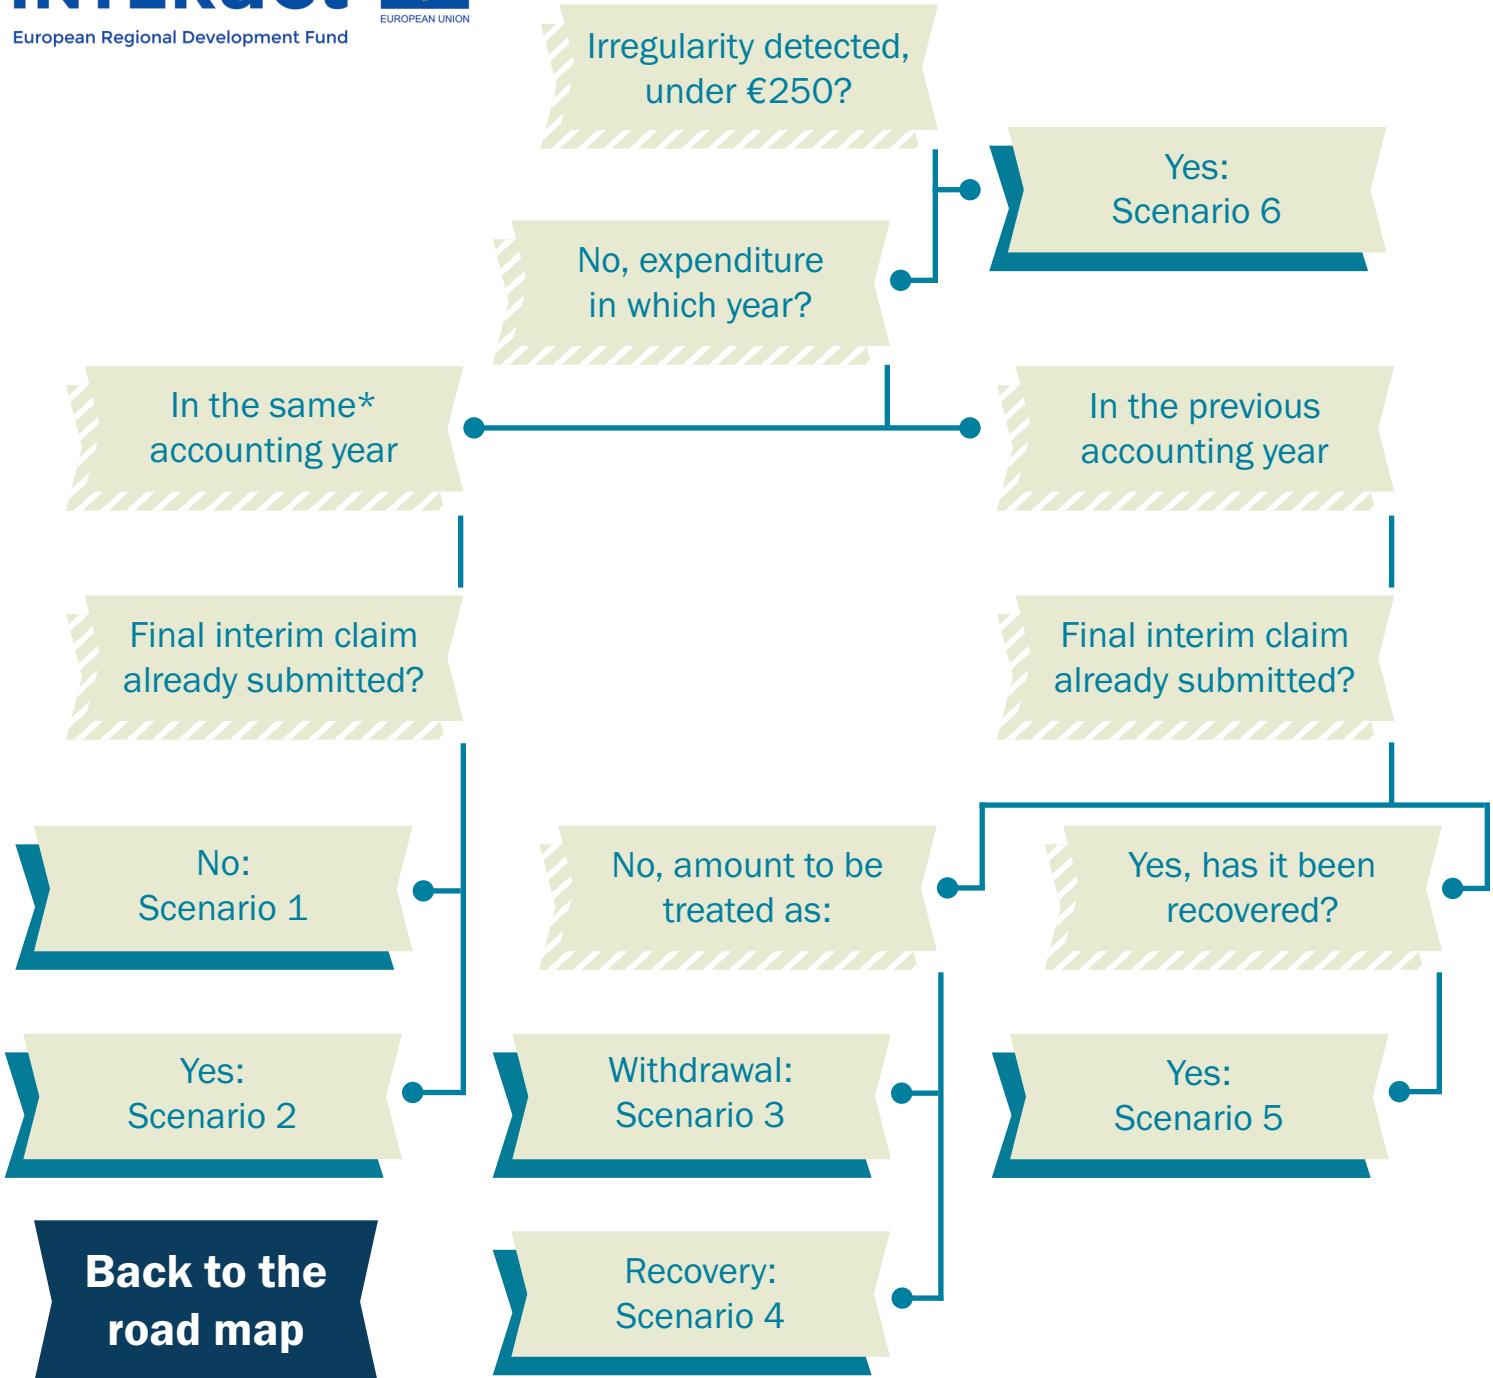 European Regional Development Fund
EUROPEAN UNION
Irregularity detected,
under €250?
Yes:
Scenario 6
No, expenditure
in which year?
In the same*
accounting year
In the previous
accounting year
Final interim claim
already submitted?
Final interim claim
already submitted?
No:
Scenario 1
No, amount to be
treated as:
Yes, has it been
recovered?
Yes:
Scenario 2
Withdrawal:
Scenario 3
Yes:
Scenario 5
Recovery:
Scenario 4
Back to the
road map